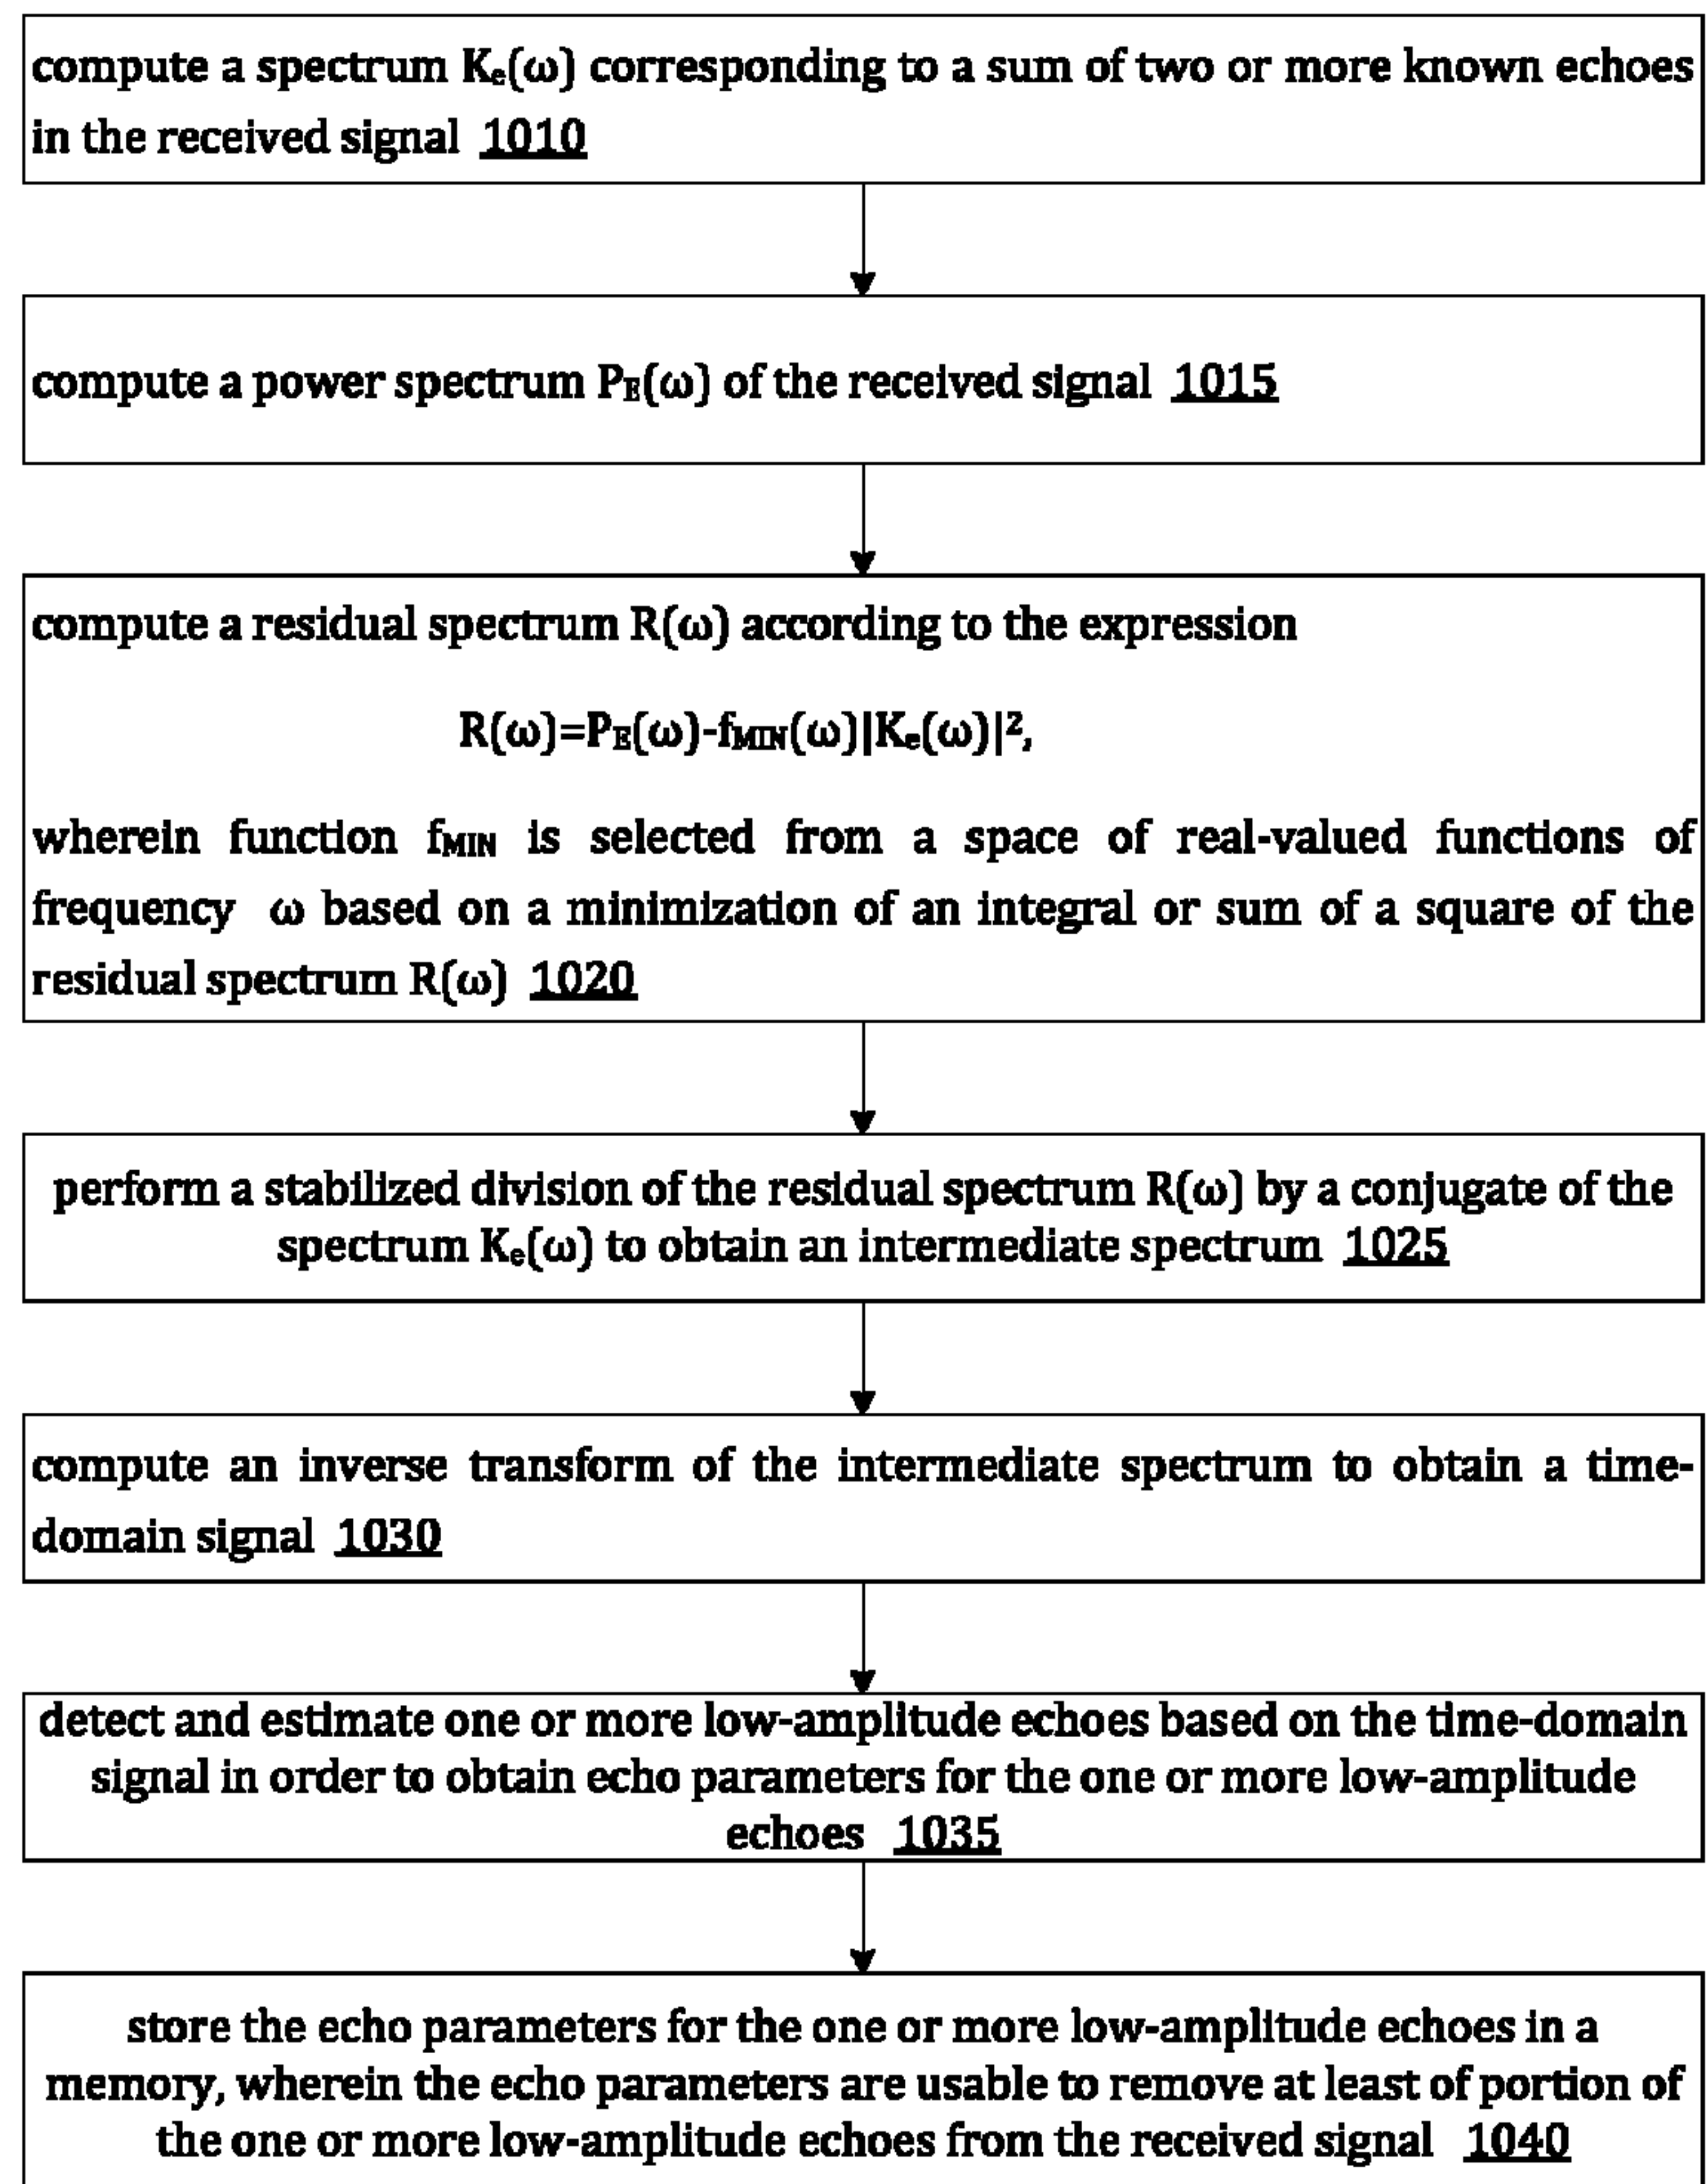 compute a spectrum Kₑ(ω) corresponding to a sum of two or more known echoes
in the received signal 1010
compute a power spectrum P_E(ω) of the received signal 1015
compute a residual spectrum R(ω) according to the expression
R(ω)=P_E(ω)-f_MIN(ω)|Kₑ(ω)|²,
wherein function f_MIN is selected from a space of real-valued functions of
frequency ω based on a minimization of an integral or sum of a square of the
residual spectrum R(ω) 1020
perform a stabilized division of the residual spectrum R(ω) by a conjugate of the
spectrum Kₑ(ω) to obtain an intermediate spectrum 1025
compute an inverse transform of the intermediate spectrum to obtain a time-
domain signal 1030
detect and estimate one or more low-amplitude echoes based on the time-domain
signal in order to obtain echo parameters for the one or more low-amplitude
echoes 1035
store the echo parameters for the one or more low-amplitude echoes in a
memory, wherein the echo parameters are usable to remove at least of portion of
the one or more low-amplitude echoes from the received signal 1040